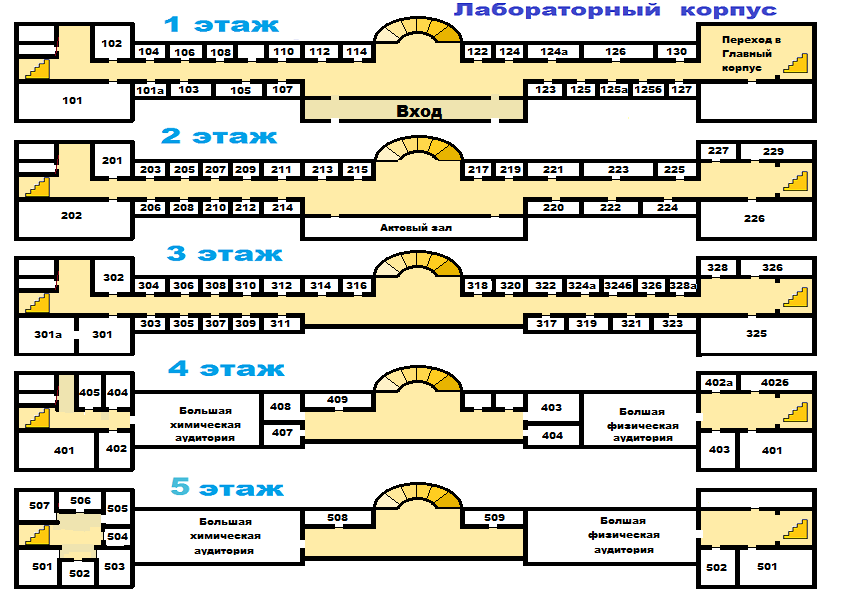 Лабораторный корпус
1 этаж
102
104 106 108 110 112 114 122 124 124а 126 130
Переход в
Главный
корпус
101
101а 103 105 107 123 125 125а 125б 127
Вход
2 этаж
201
203 205 207 209 211 213 215 217 219 221 223 225
227 229
202
206 208 210 212 214 220 222 224
226
Актовый зал
3 этаж
302
304 306 308 310 312 314 316 318 320 322 324а 324б 326 328а
328 326
301а 301
303 305 307 309 311 317 319 321 323
325
4 этаж
405 404
409
402а 402б
Большая
химическая
аудитория
408
407
403
404
Болшая
физическая
аудитория
401 402
403 401
5 этаж
507 506 505
504
508 509
Большая
химическая
аудитория
Болшая
физическая
аудитория
501 502 503
502 501